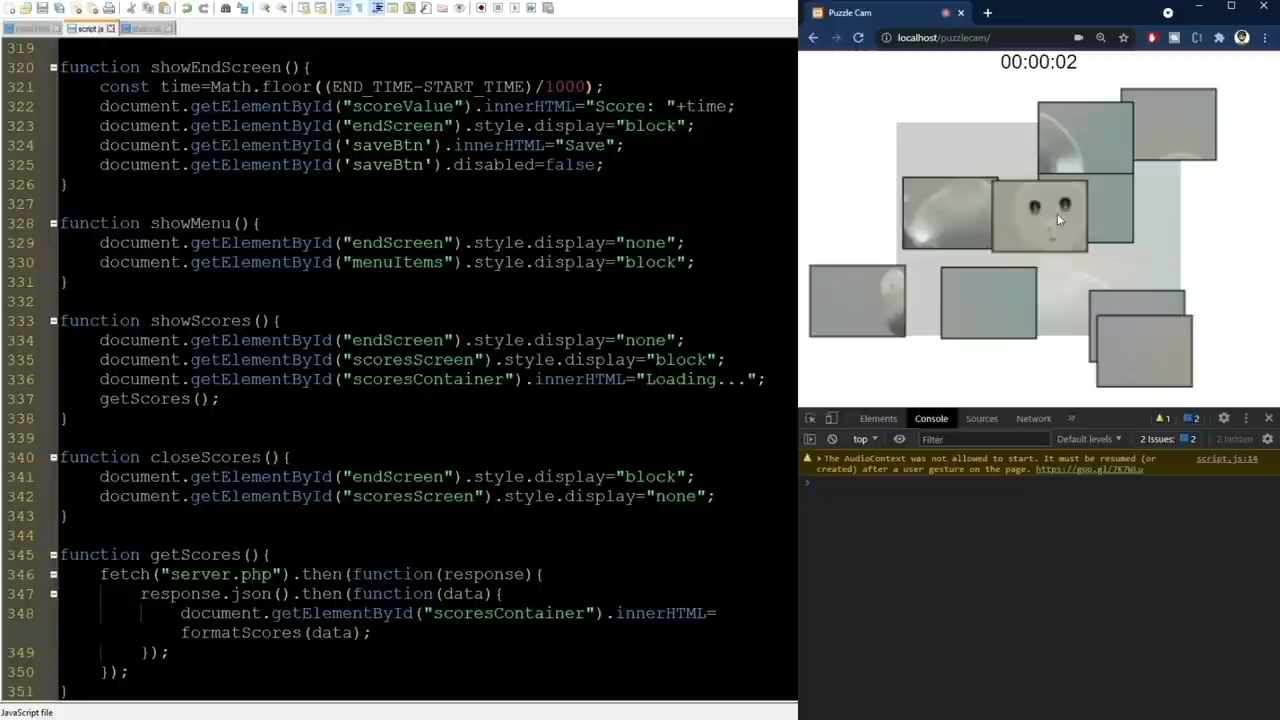 script.js
319
320 function showEndScreen(){
321 const time=Math.floor((END_TIME-START_TIME)/1000);
322 document.getElementById("scoreValue").innerHTML="Score: "+time;
323 document.getElementById("endScreen").style.display="block";
324 document.getElementById('saveBtn').innerHTML="Save";
325 document.getElementById('saveBtn').disabled=false;
326 }
327
328 function showMenu(){
329 document.getElementById("endScreen").style.display="none";
330 document.getElementById("menuItems").style.display="block";
331 }
332
333 function showScores(){
334 document.getElementById("endScreen").style.display="none";
335 document.getElementById("scoresScreen").style.display="block";
336 document.getElementById("scoresContainer").innerHTML="Loading...";
337 getScores();
338 }
339
340 function closeScores(){
341 document.getElementById("endScreen").style.display="block";
342 document.getElementById("scoresScreen").style.display="none";
343 }
344
345 function getScores(){
346 fetch("server.php").then(function(response){
347 response.json().then(function(data){
348 document.getElementById("scoresContainer").innerHTML=
formatScores(data);
349 });
350 });
351 }
JavaScript file
Puzzle Cam
localhost/puzzlecam/
00:00:02
Elements Console Sources Network » 1 2
top Filter Default levels 2 Issues: 2 2 hidden
The AudioContext was not allowed to start. It must be resumed (or script.js:14
created) after a user gesture on the page. https://goo.gl/7K7WLu